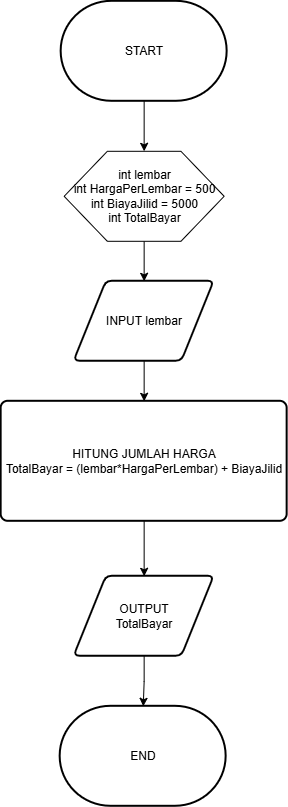 START
int lembar
int HargaPerLembar = 500
int BiayaJilid = 5000
int TotalBayar
INPUT lembar
HITUNG JUMLAH HARGA
TotalBayar = (lembar*HargaPerLembar) + BiayaJilid
OUTPUT
TotalBayar
END